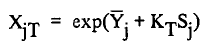 X_jT = exp(Ȳ_j + K_T S_j)